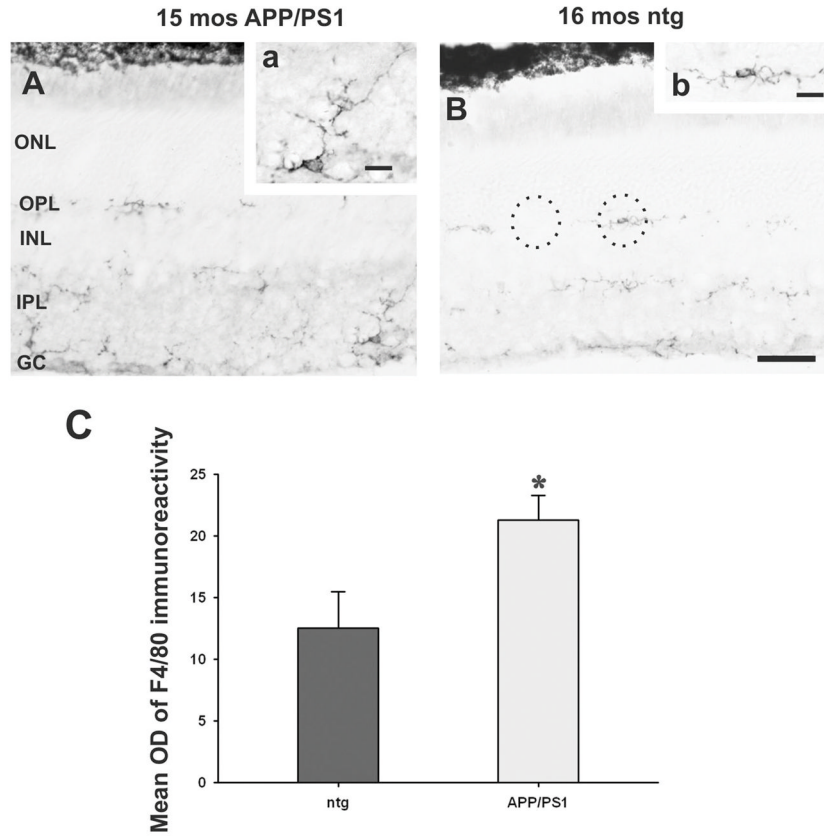 15 mos APP/PS1
16 mos ntg
A
a
B
b
ONL
OPL
INL
IPL
GC
C
Mean OD of F4/80 immunoreactivity
25
*
20
15
10
5
0
ntg
APP/PS1